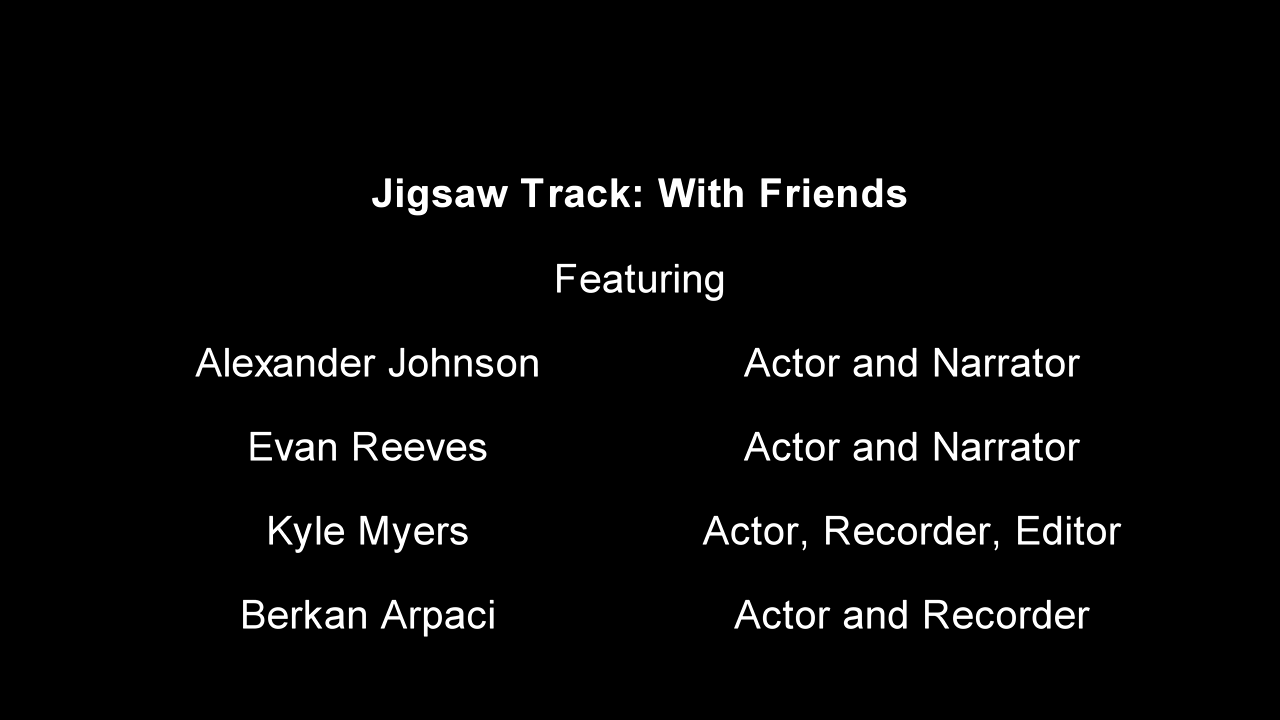 Jigsaw Track: With Friends
Featuring
Alexander Johnson Actor and Narrator
Evan Reeves Actor and Narrator
Kyle Myers Actor, Recorder, Editor
Berkan Arpaci Actor and Recorder